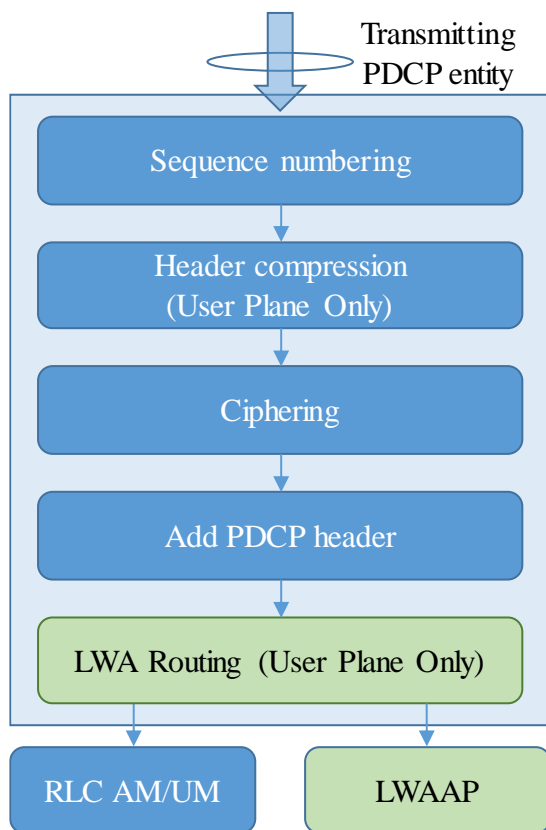 Transmitting
PDCP entity
Sequence numbering
Header compression
(User Plane Only)
Ciphering
Add PDCP header
LWA Routing (User Plane Only)
RLC AM/UM
LWAAP